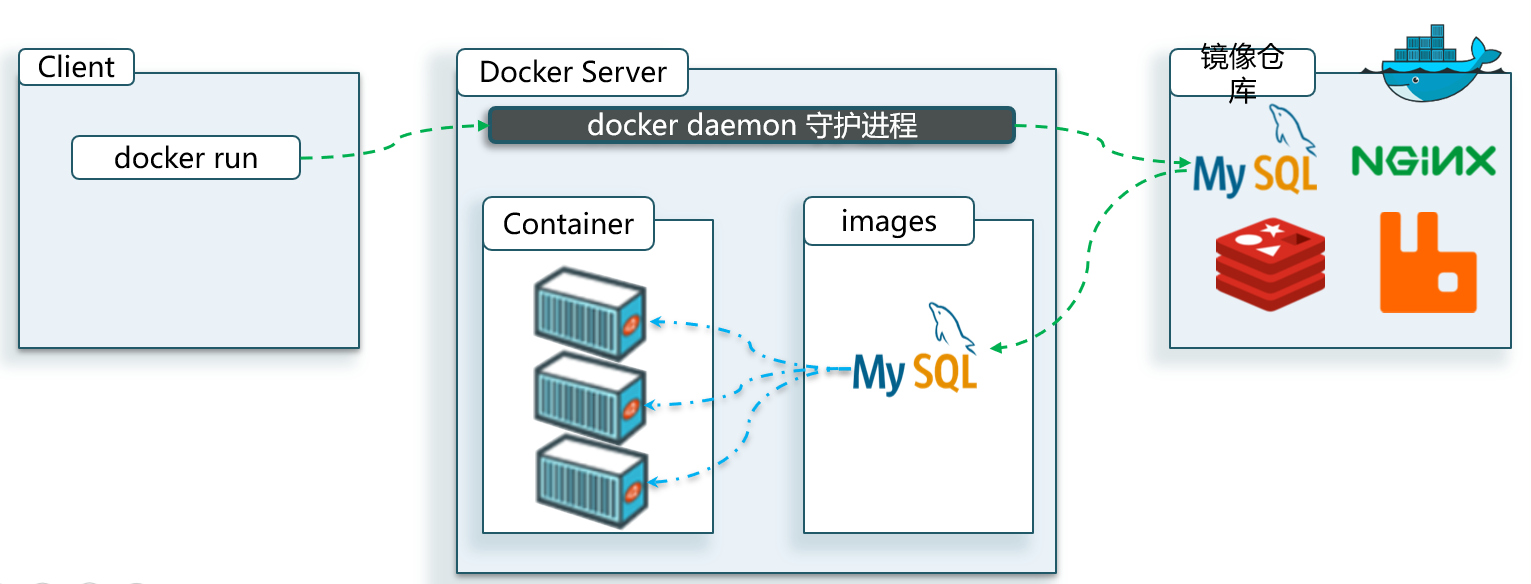 Client
docker run
Docker Server
docker daemon 守护进程
Container
images
MySQL
镜像仓
库
MySQL
NGINX